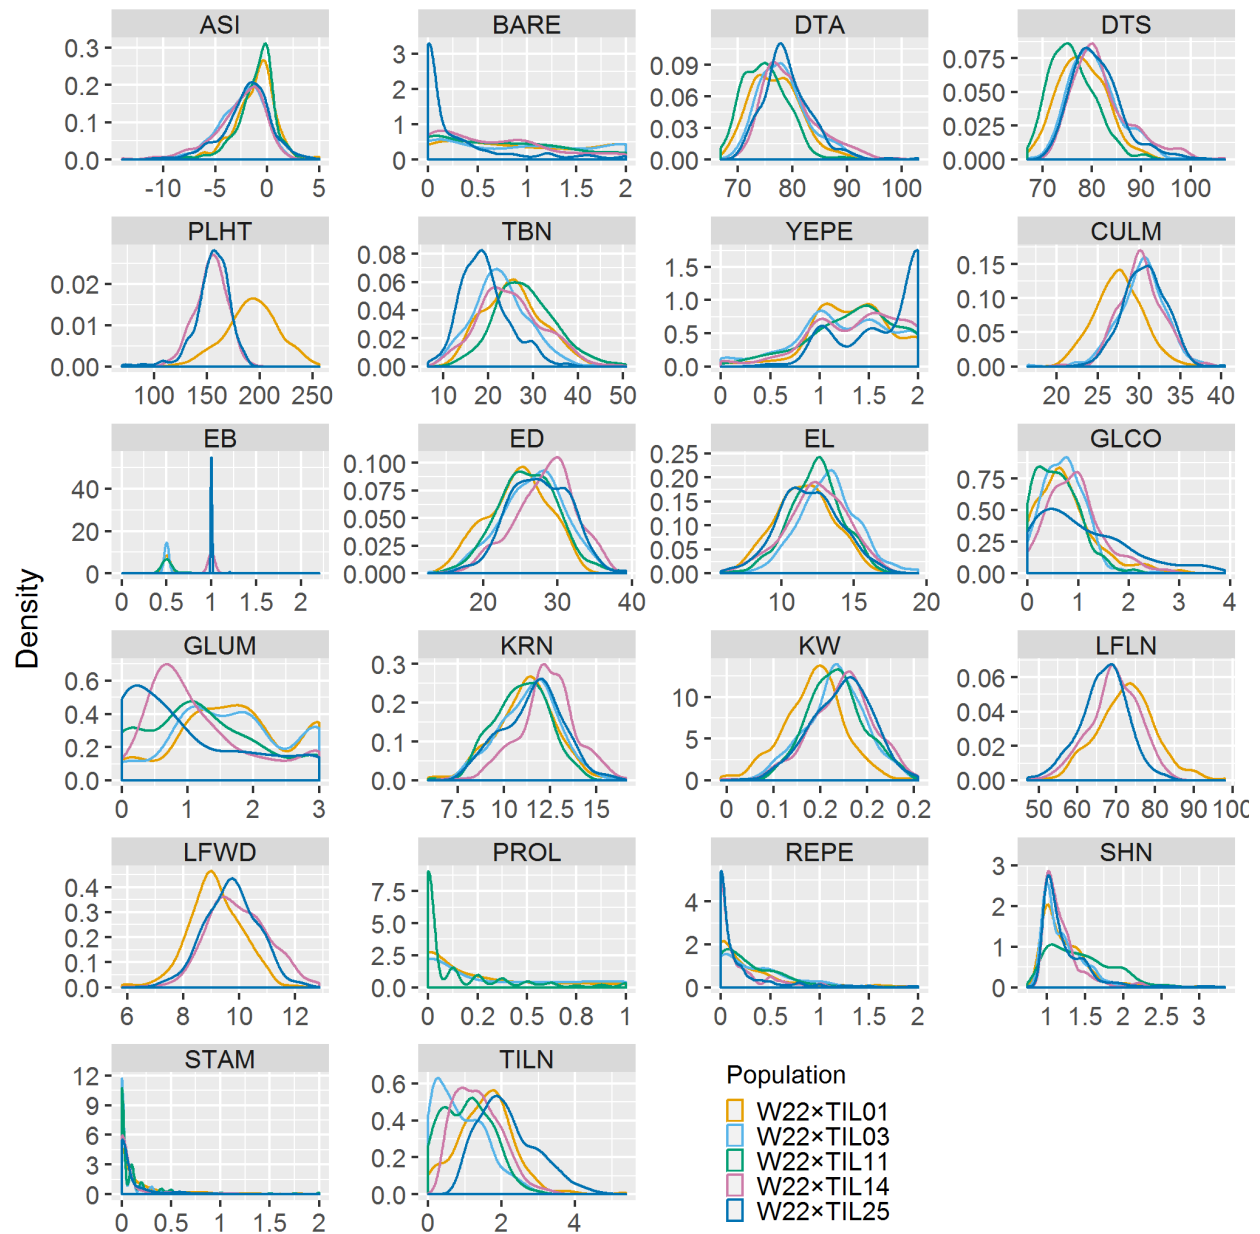 ASI BARE DTA DTS
0.3 0.2 0.1 0.0
-10 -5 0 5
3 2 1 0
0 0.5 1 1.5 2
0.09 0.06 0.03 0.00
70 80 90 100
0.075 0.050 0.025 0.000
70 80 90 100
PLHT TBN YEPE CULM
0.02 0.01 0.00
100 150 200 250
0.08 0.06 0.04 0.02 0.00
10 20 30 40 50
1.5 1.0 0.5 0.0
0 0.5 1 1.5 2
0.15 0.10 0.05 0.00
20 25 30 35 40
EB ED EL GLCO
40 20 0
0 0.5 1 1.5 2
0.100 0.075 0.050 0.025 0.000
20 30 40
0.25 0.20 0.15 0.10 0.05 0.00
10 15 20
0.75 0.50 0.25 0.00
0 1 2 3 4
Density
GLUM KRN KW LFLN
0.6 0.4 0.2 0.0
0 1 2 3
0.3 0.2 0.1 0.0
7.5 10 12.5 15
10 5 0
0 0.1 0.2 0.2 0.2
0.06 0.04 0.02 0.00
50 60 70 80 90 100
LFWD PROL REPE SHN
0.4 0.3 0.2 0.1 0.0
6 8 10 12
7.5 5.0 2.5 0.0
0 0.2 0.5 0.8 1
4 2 0
0 0.5 1 1.5 2
3 2 1 0
1 1.5 2 2.5 3
STAM TILN
12 9 6 3 0
0 0.5 1 1.5 2
0.6 0.4 0.2 0.0
0 2 4
Population
W22×TIL01
W22×TIL03
W22×TIL11
W22×TIL14
W22×TIL25